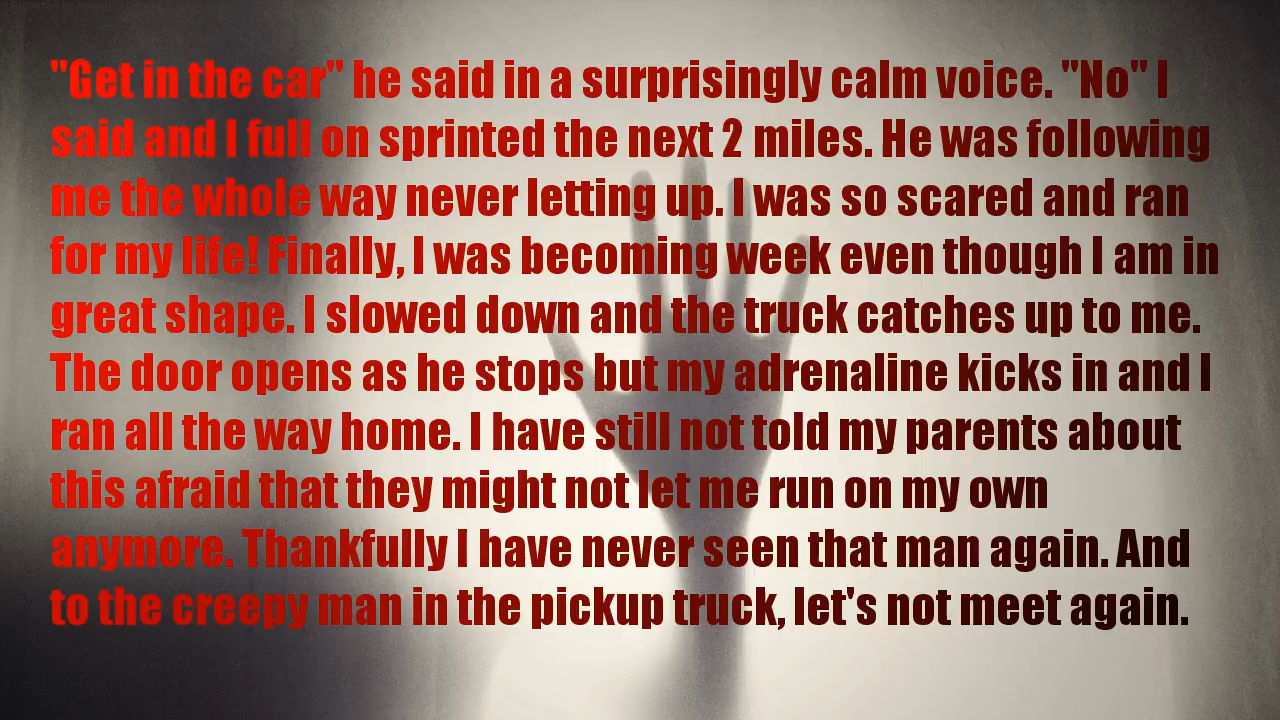 "Get in the car" he said in a surprisingly calm voice. "No" I
said and I full on sprinted the next 2 miles. He was following
me the whole way never letting up. I was so scared and ran
for my life! Finally, I was becoming week even though I am in
great shape. I slowed down and the truck catches up to me.
The door opens as he stops but my adrenaline kicks in and I
ran all the way home. I have still not told my parents about
this afraid that they might not let me run on my own
anymore. Thankfully I have never seen that man again. And
to the creepy man in the pickup truck, let's not meet again.